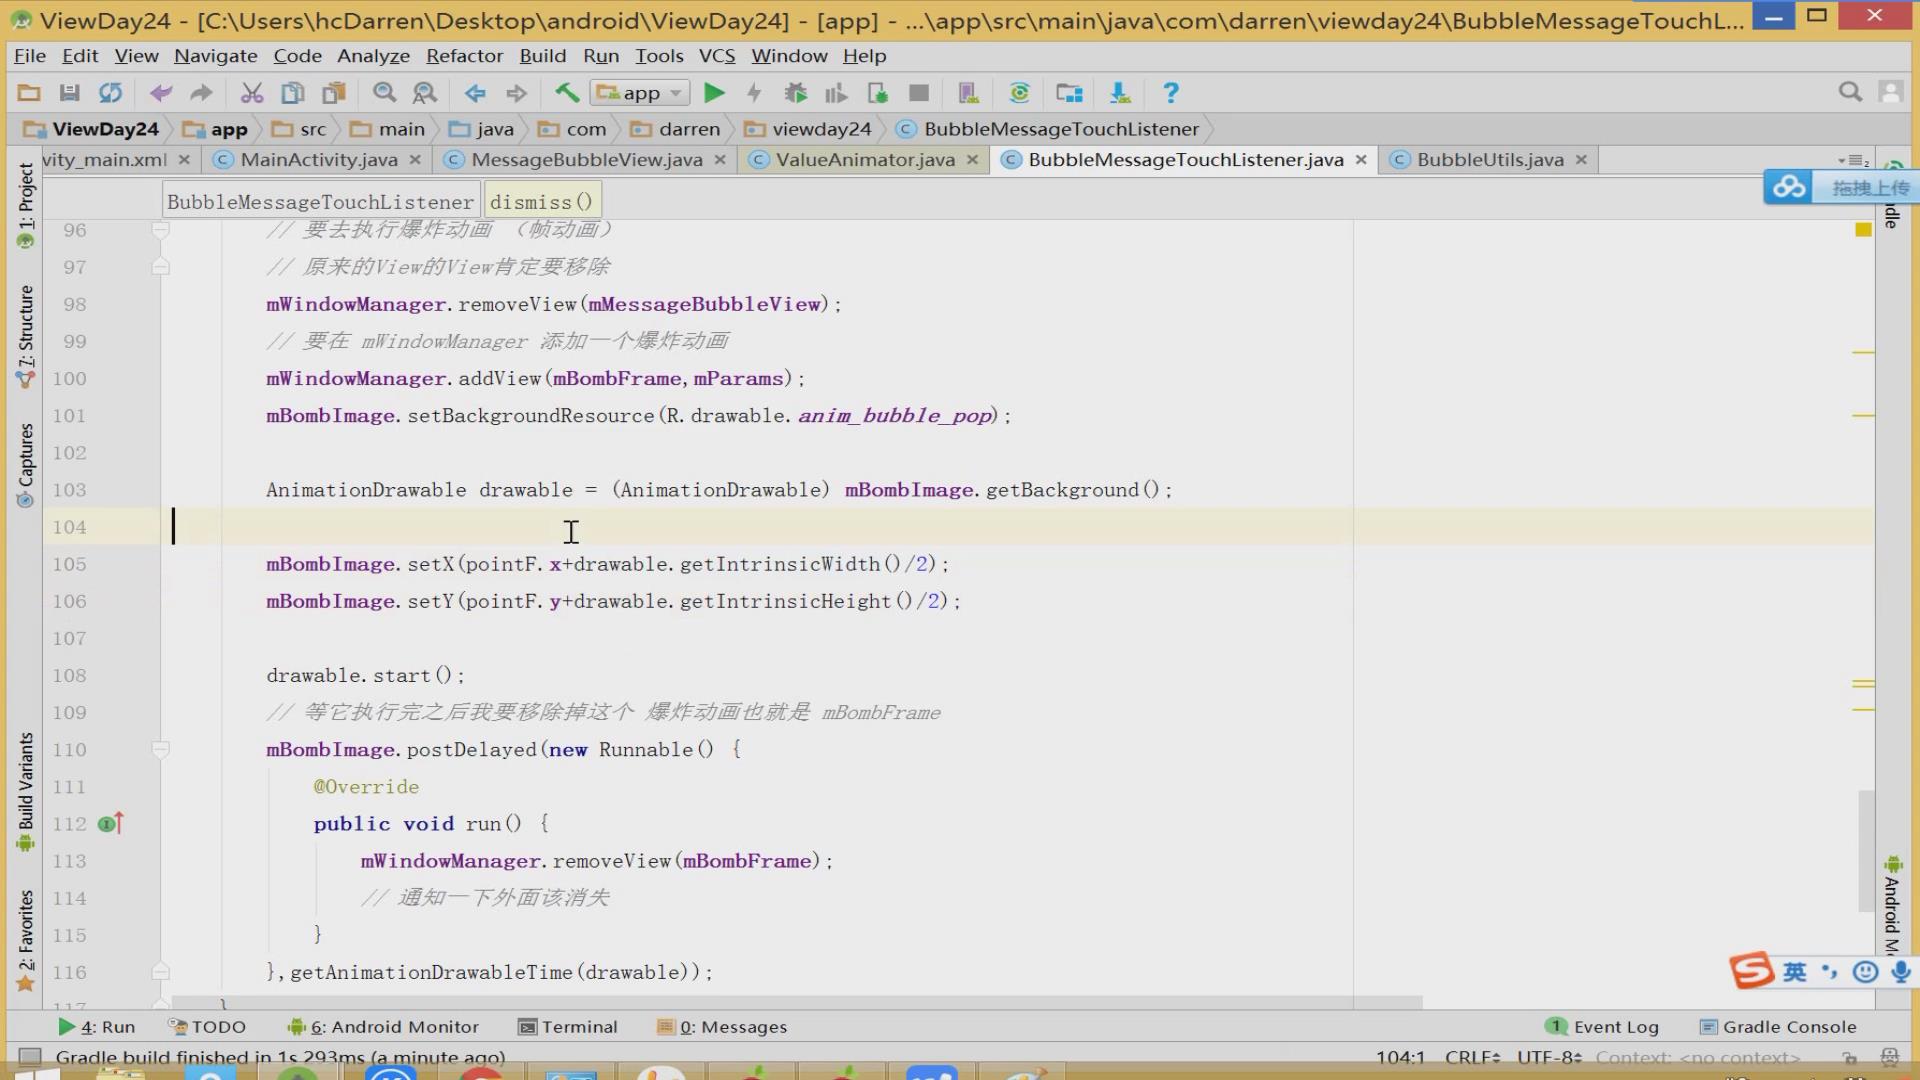 ViewDay24 - [C:\Users\hcDarren\Desktop\android\ViewDay24] - [app] - ...\app\src\main\java\com\darren\viewday24\BubbleMessageTouchL...
File Edit View Navigate Code Analyze Refactor Build Run Tools VCS Window Help
app
ViewDay24 app src main java com darren viewday24 BubbleMessageTouchListener
vity_main.xml MainActivity.java MessageBubbleView.java ValueAnimator.java BubbleMessageTouchListener.java BubbleUtils.java
拖拽上传
BubbleMessageTouchListener dismiss()
1: Project
7: Structure
Captures
Build Variants
2: Favorites
96 // 要去执行爆炸动画 （帧动画）
97 // 原来的View的View肯定要移除
98 mWindowManager.removeView(mMessageBubbleView);
99 // 要在 mWindowManager 添加一个爆炸动画
100 mWindowManager.addView(mBombFrame,mParams);
101 mBombImage.setBackgroundResource(R.drawable.anim_bubble_pop);
102
103 AnimationDrawable drawable = (AnimationDrawable) mBombImage.getBackground();
104
105 mBombImage.setX(pointF.x+drawable.getIntrinsicWidth()/2);
106 mBombImage.setY(pointF.y+drawable.getIntrinsicHeight()/2);
107
108 drawable.start();
109 // 等它执行完之后我要移除掉这个 爆炸动画也就是 mBombFrame
110 mBombImage.postDelayed(new Runnable() {
111 @Override
112 public void run() {
113 mWindowManager.removeView(mBombFrame);
114 // 通知一下外面该消失
115 }
116 },getAnimationDrawableTime(drawable));
117 }
dle
Android Mo
英
4: Run TODO 6: Android Monitor Terminal 0: Messages 1 Event Log Gradle Console
Gradle build finished in 1s 293ms (a minute ago) 104:1 CRLF UTF-8 Context: <no context>